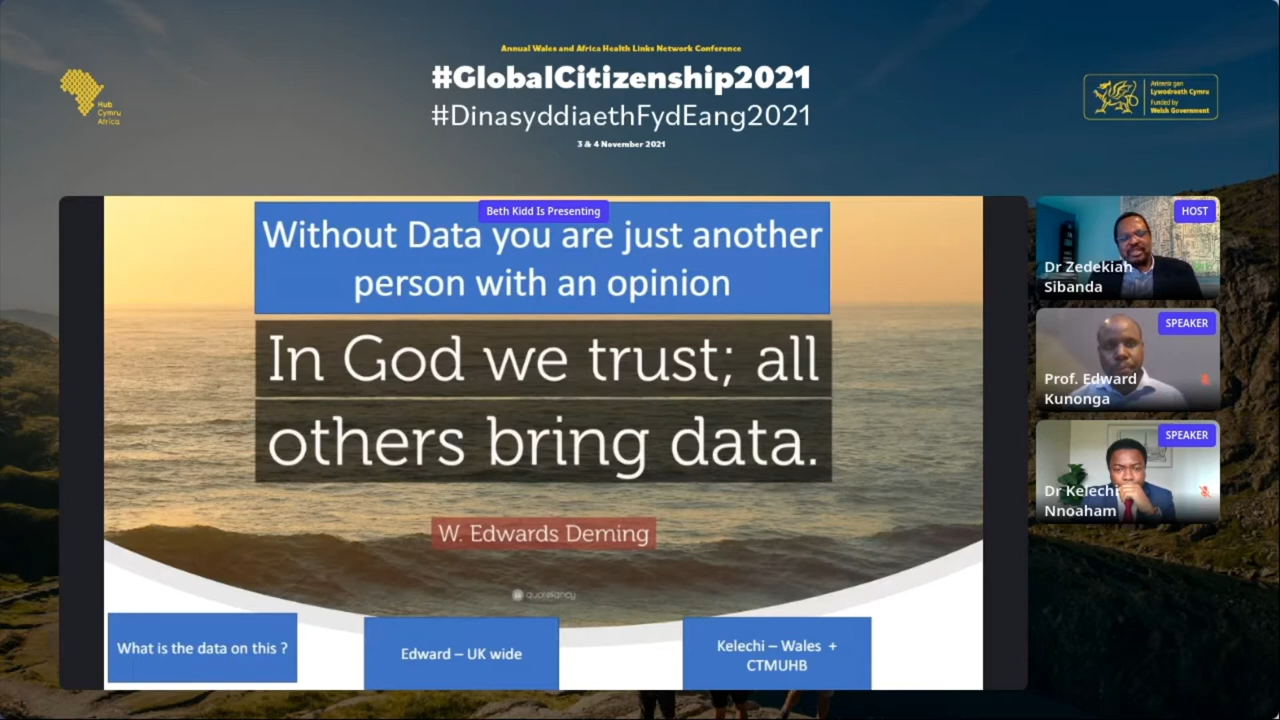 Annual Wales and Africa Health Links Network Conference
#GlobalCitizenship2021
#DinasyddiaethFydEang2021
3 & 4 November 2021
Hub
Cymru
Africa
Ariennir gan
Lywodraeth Cymru
Funded by
Welsh Government
Beth Kidd Is Presenting
Without Data you are just another
person with an opinion
In God we trust; all
others bring data.
W. Edwards Deming
quotefancy
What is the data on this ?
Edward – UK wide
Kelechi – Wales +
CTMUHB
HOST
Dr Zedekiah
Sibanda
SPEAKER
Prof. Edward
Kunonga
SPEAKER
Dr Kelechi
Nnoaham